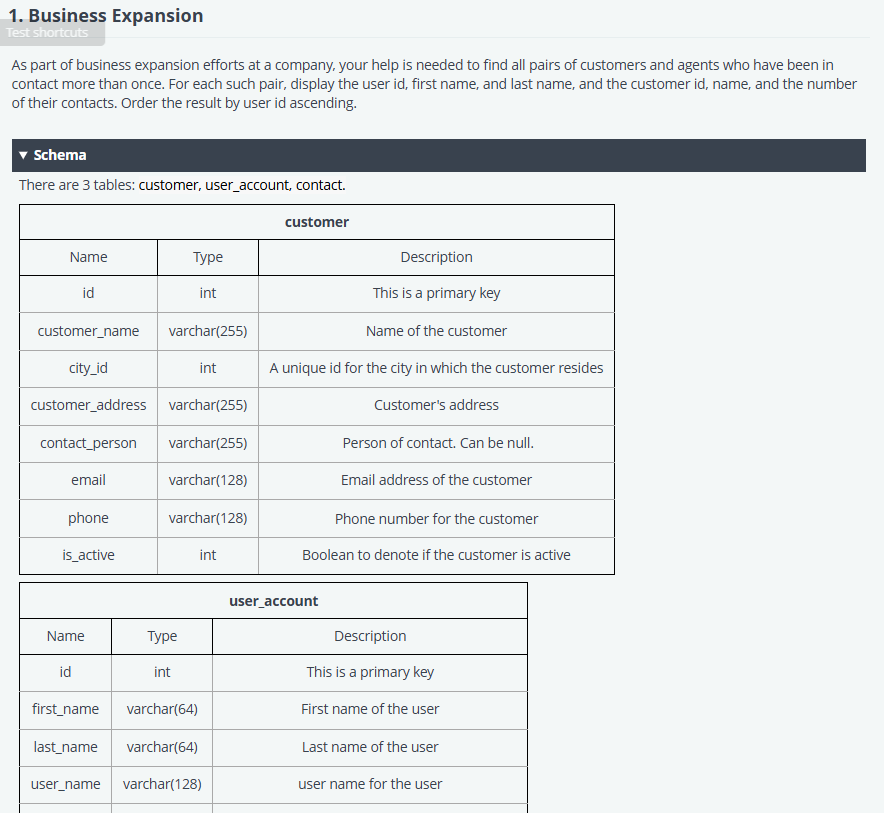 1. Business Expansion
Test shortcuts
As part of business expansion efforts at a company, your help is needed to find all pairs of customers and agents who have been in
contact more than once. For each such pair, display the user id, first name, and last name, and the customer id, name, and the number
of their contacts. Order the result by user id ascending.
▼ Schema
There are 3 tables: customer, user_account, contact.
customer
Name Type Description
id int This is a primary key
customer_name varchar(255) Name of the customer
city_id int A unique id for the city in which the customer resides
customer_address varchar(255) Customer's address
contact_person varchar(255) Person of contact. Can be null.
email varchar(128) Email address of the customer
phone varchar(128) Phone number for the customer
is_active int Boolean to denote if the customer is active
user_account
Name Type Description
id int This is a primary key
first_name varchar(64) First name of the user
last_name varchar(64) Last name of the user
user_name varchar(128) user name for the user